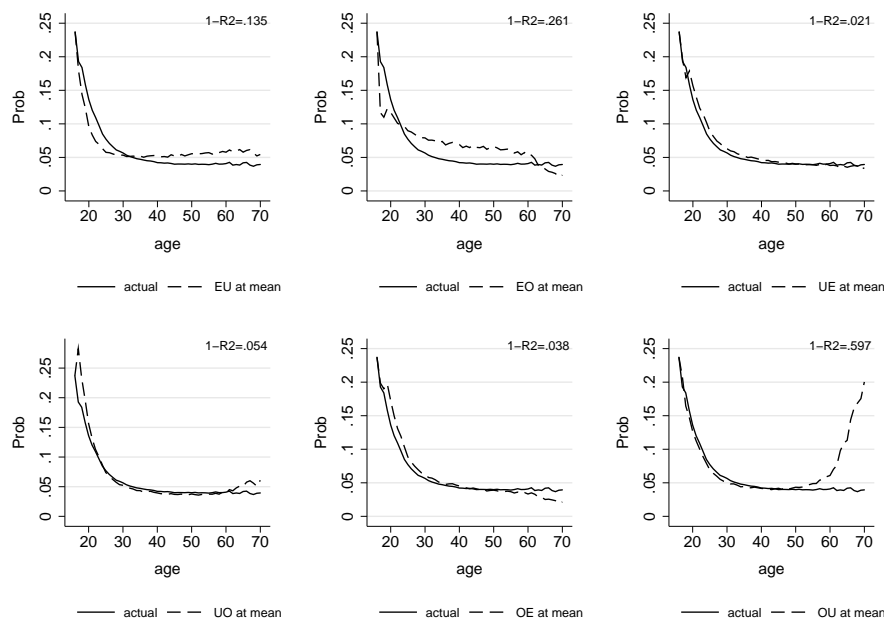 1−R2=.135
Prob
0 .05 .1 .15 .2 .25
20 30 40 50 60 70
age
actual EU at mean
1−R2=.261
Prob
0 .05 .1 .15 .2 .25
20 30 40 50 60 70
age
actual EO at mean
1−R2=.021
Prob
0 .05 .1 .15 .2 .25
20 30 40 50 60 70
age
actual UE at mean
1−R2=.054
Prob
0 .05 .1 .15 .2 .25
20 30 40 50 60 70
age
actual UO at mean
1−R2=.038
Prob
0 .05 .1 .15 .2 .25
20 30 40 50 60 70
age
actual OE at mean
1−R2=.597
Prob
0 .05 .1 .15 .2 .25
20 30 40 50 60 70
age
actual OU at mean